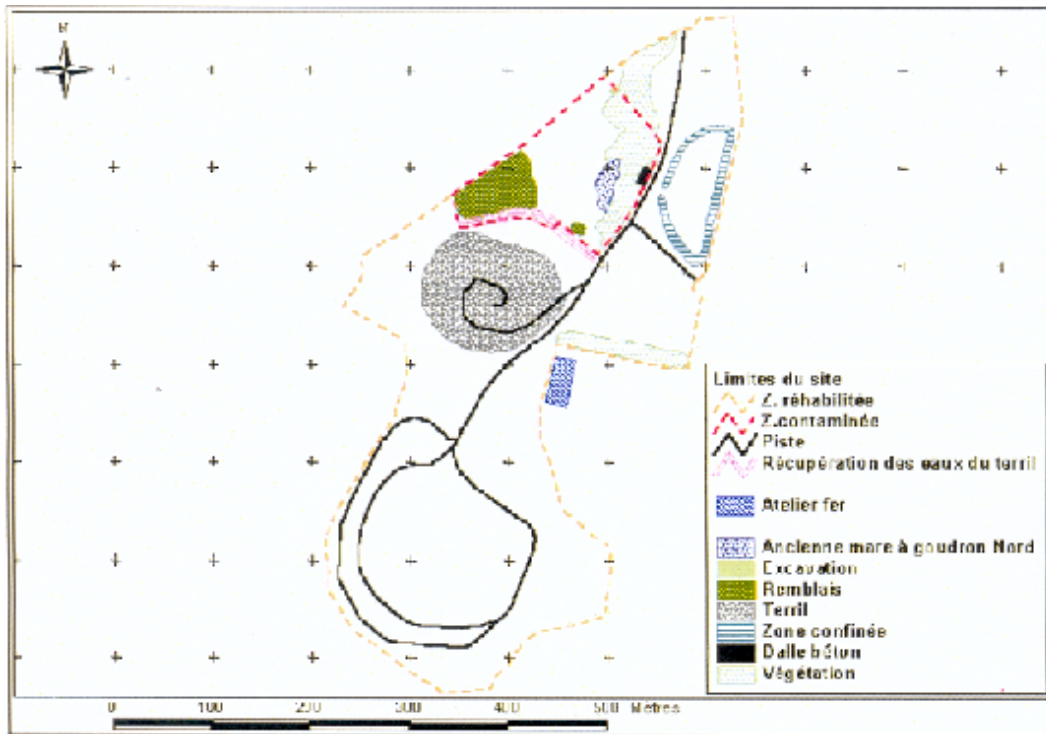 N
Limites du site
Z. réhabilitée
Z.contaminée
Piste
Récupération des eaux du terril
Atelier fer
Ancienne mare à goudron Nord
Excavation
Remblais
Terril
Zone confinée
Dalle béton
Végétation
0 100 200 300 400 500 Mètres